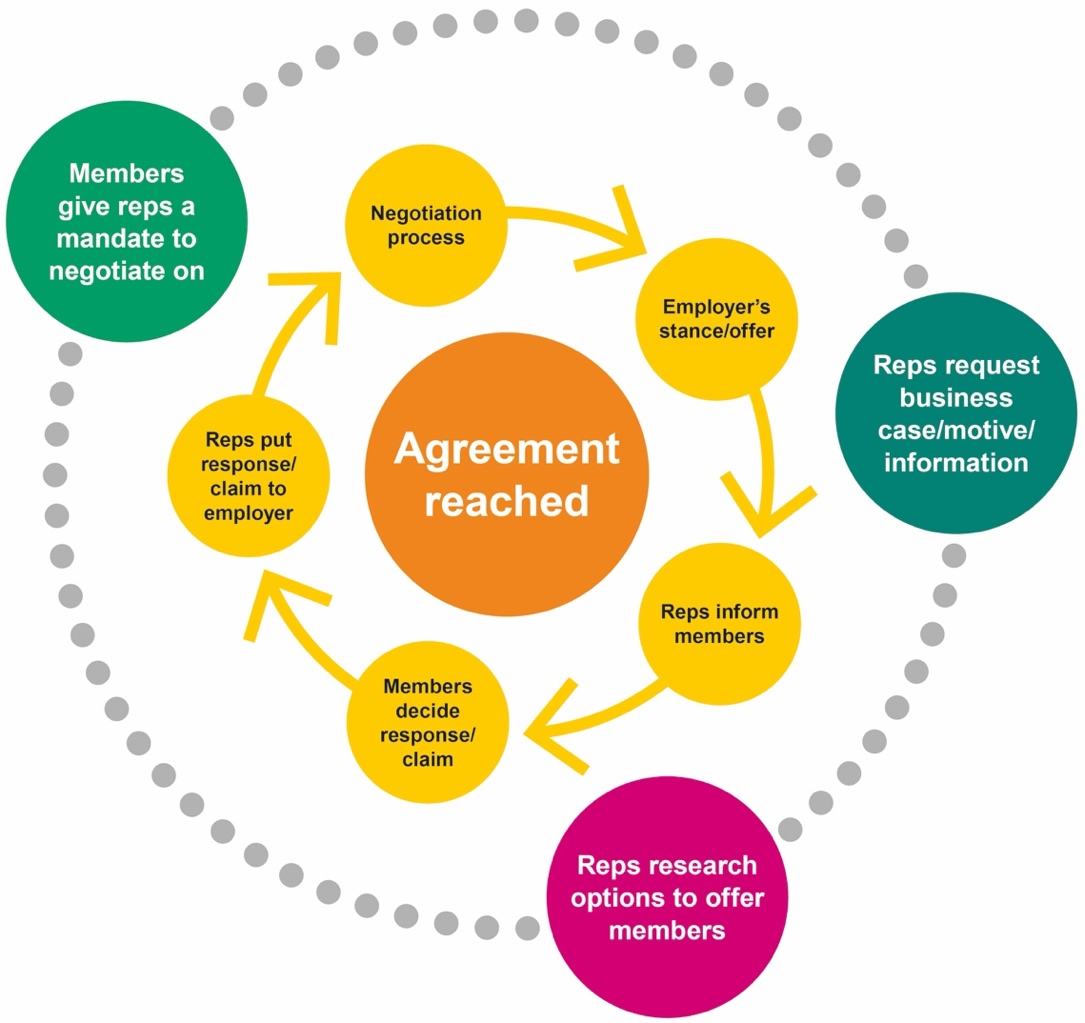 Members
give reps a
mandate to
negotiate on
Negotiation
process
Employer’s
stance/offer
Reps request
business
case/motive/
information
Agreement
reached
Reps put
response/
claim to
employer
Reps inform
members
Members
decide
response/
claim
Reps research
options to offer
members